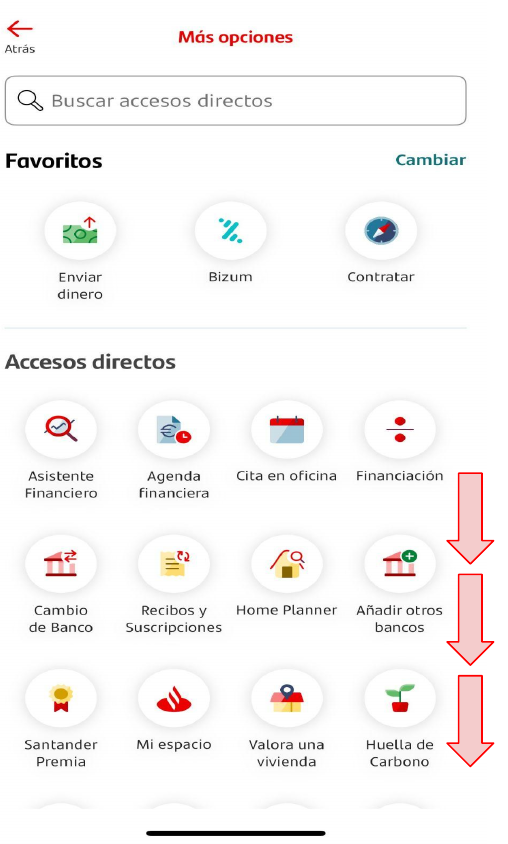 Atrás
Más opciones
Buscar accesos directos
Favoritos
Cambiar
Enviar
dinero
Bizum
Contratar
Accesos directos
Asistente
Financiero
Agenda
financiera
Cita en oficina
Financiación
Cambio
de Banco
Recibos y
Suscripciones
Home Planner
Añadir otros
bancos
Santander
Premia
Mi espacio
Valora una
vivienda
Huella de
Carbono